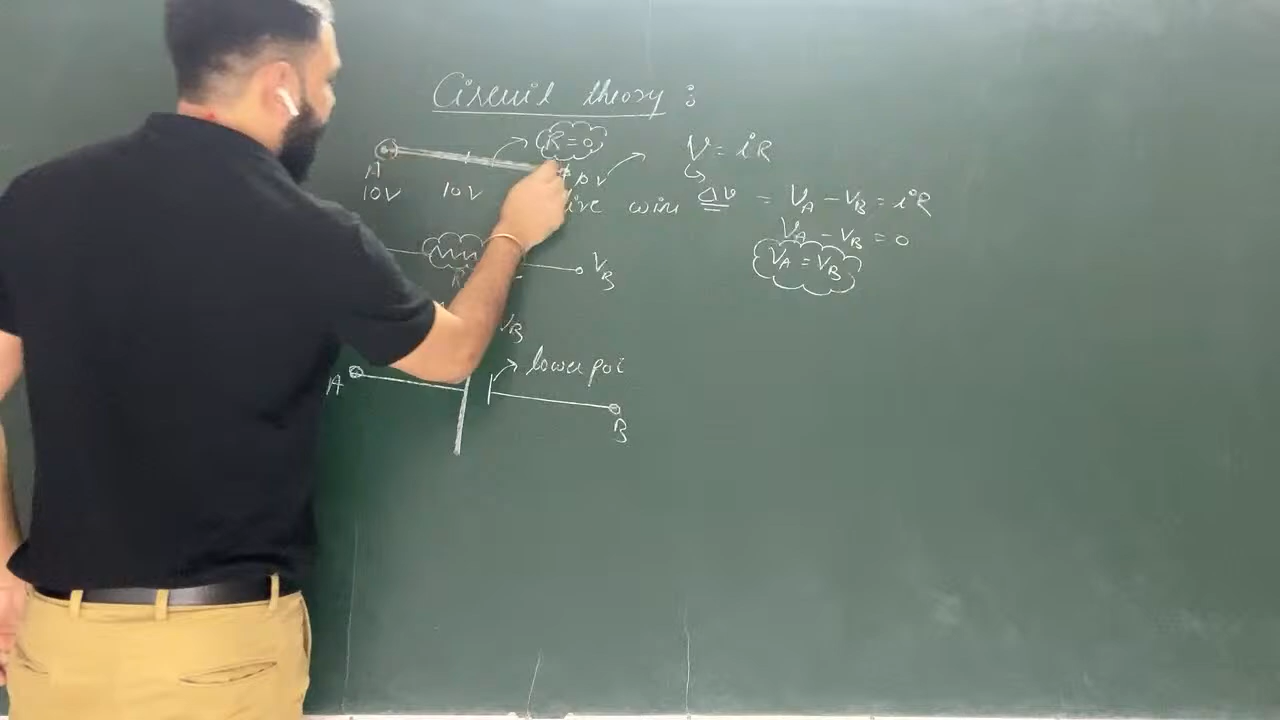 Circuit theory :
R=0
V = iR
A
10V 10V
wire ΔV = VA - VB = iR
VA - VB = 0
VA = VB
VB
R
VB
lower poi
A
B